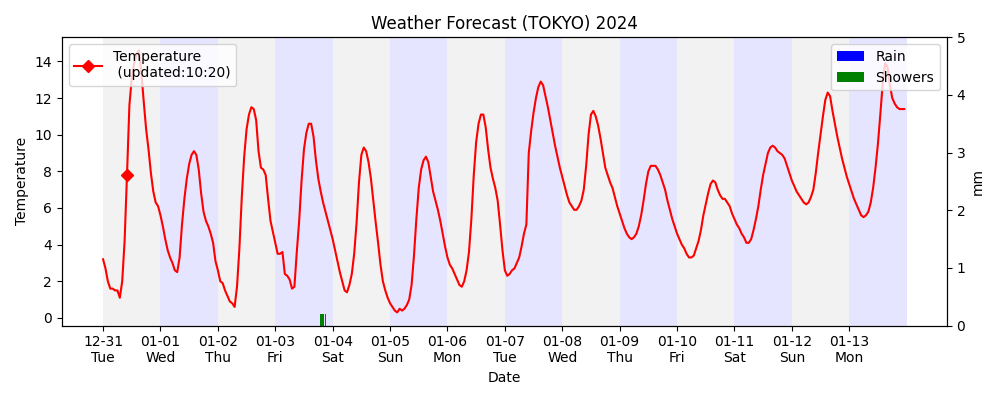 Weather Forecast (TOKYO) 2024
Temperature
(updated:10:20)
Rain
Showers
14
12
10
8
6
4
2
0
Temperature
5
4
3
2
1
0
mm
12-31 01-01 01-02 01-03 01-04 01-05 01-06 01-07 01-08 01-09 01-10 01-11 01-12 01-13
Tue Wed Thu Fri Sat Sun Mon Tue Wed Thu Fri Sat Sun Mon
Date